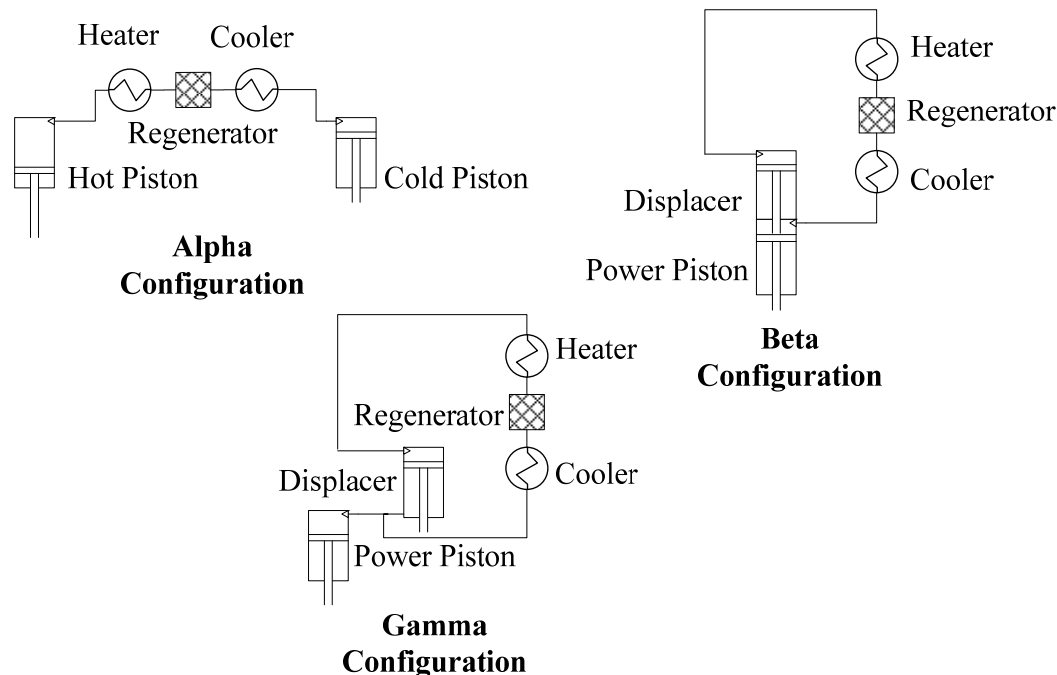 Heater
Cooler
Regenerator
Hot Piston
Cold Piston
Alpha
Configuration
Heater
Regenerator
Cooler
Displacer
Power Piston
Beta
Configuration
Heater
Regenerator
Cooler
Displacer
Power Piston
Gamma
Configuration